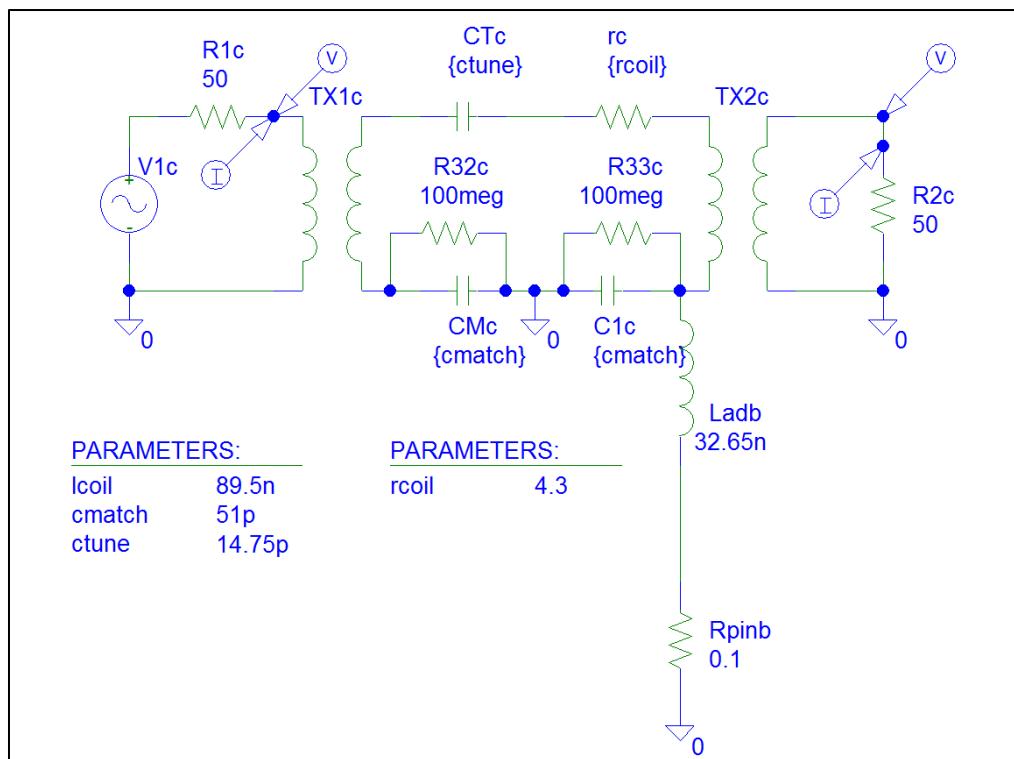 CTc
{ctune}
rc
{rcoil}
R1c
50
V
TX1c
TX2c
V
V1c
I
R32c
100meg
R33c
100meg
I
R2c
50
0
CMc
{cmatch}
0
C1c
{cmatch}
0
Ladb
32.65n
PARAMETERS:
lcoil 89.5n
cmatch 51p
ctune 14.75p
PARAMETERS:
rcoil 4.3
Rpinb
0.1
0